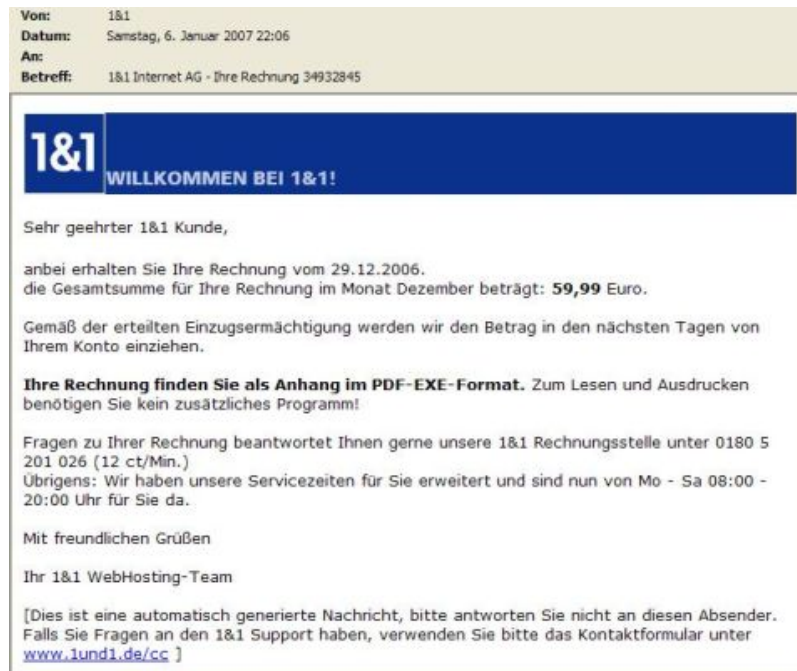 Von: 1&1
Datum: Samstag, 6. Januar 2007 22:06
An:
Betreff: 1&1 Internet AG - Ihre Rechnung 34932845
1&1
WILLKOMMEN BEI 1&1!
Sehr geehrter 1&1 Kunde,
anbei erhalten Sie Ihre Rechnung vom 29.12.2006.
die Gesamtsumme für Ihre Rechnung im Monat Dezember beträgt: 59,99 Euro.
Gemäß der erteilten Einzugsermächtigung werden wir den Betrag in den nächsten Tagen von
Ihrem Konto einziehen.
Ihre Rechnung finden Sie als Anhang im PDF-EXE-Format. Zum Lesen und Ausdrucken
benötigen Sie kein zusätzliches Programm!
Fragen zu Ihrer Rechnung beantwortet Ihnen gerne unsere 1&1 Rechnungsstelle unter 0180 5
201 026 (12 ct/Min.)
Übrigens: Wir haben unsere Servicezeiten für Sie erweitert und sind nun von Mo - Sa 08:00 -
20:00 Uhr für Sie da.
Mit freundlichen Grüßen
Ihr 1&1 WebHosting-Team
[Dies ist eine automatisch generierte Nachricht, bitte antworten Sie nicht an diesen Absender.
Falls Sie Fragen an den 1&1 Support haben, verwenden Sie bitte das Kontaktformular unter
www.1und1.de/cc ]